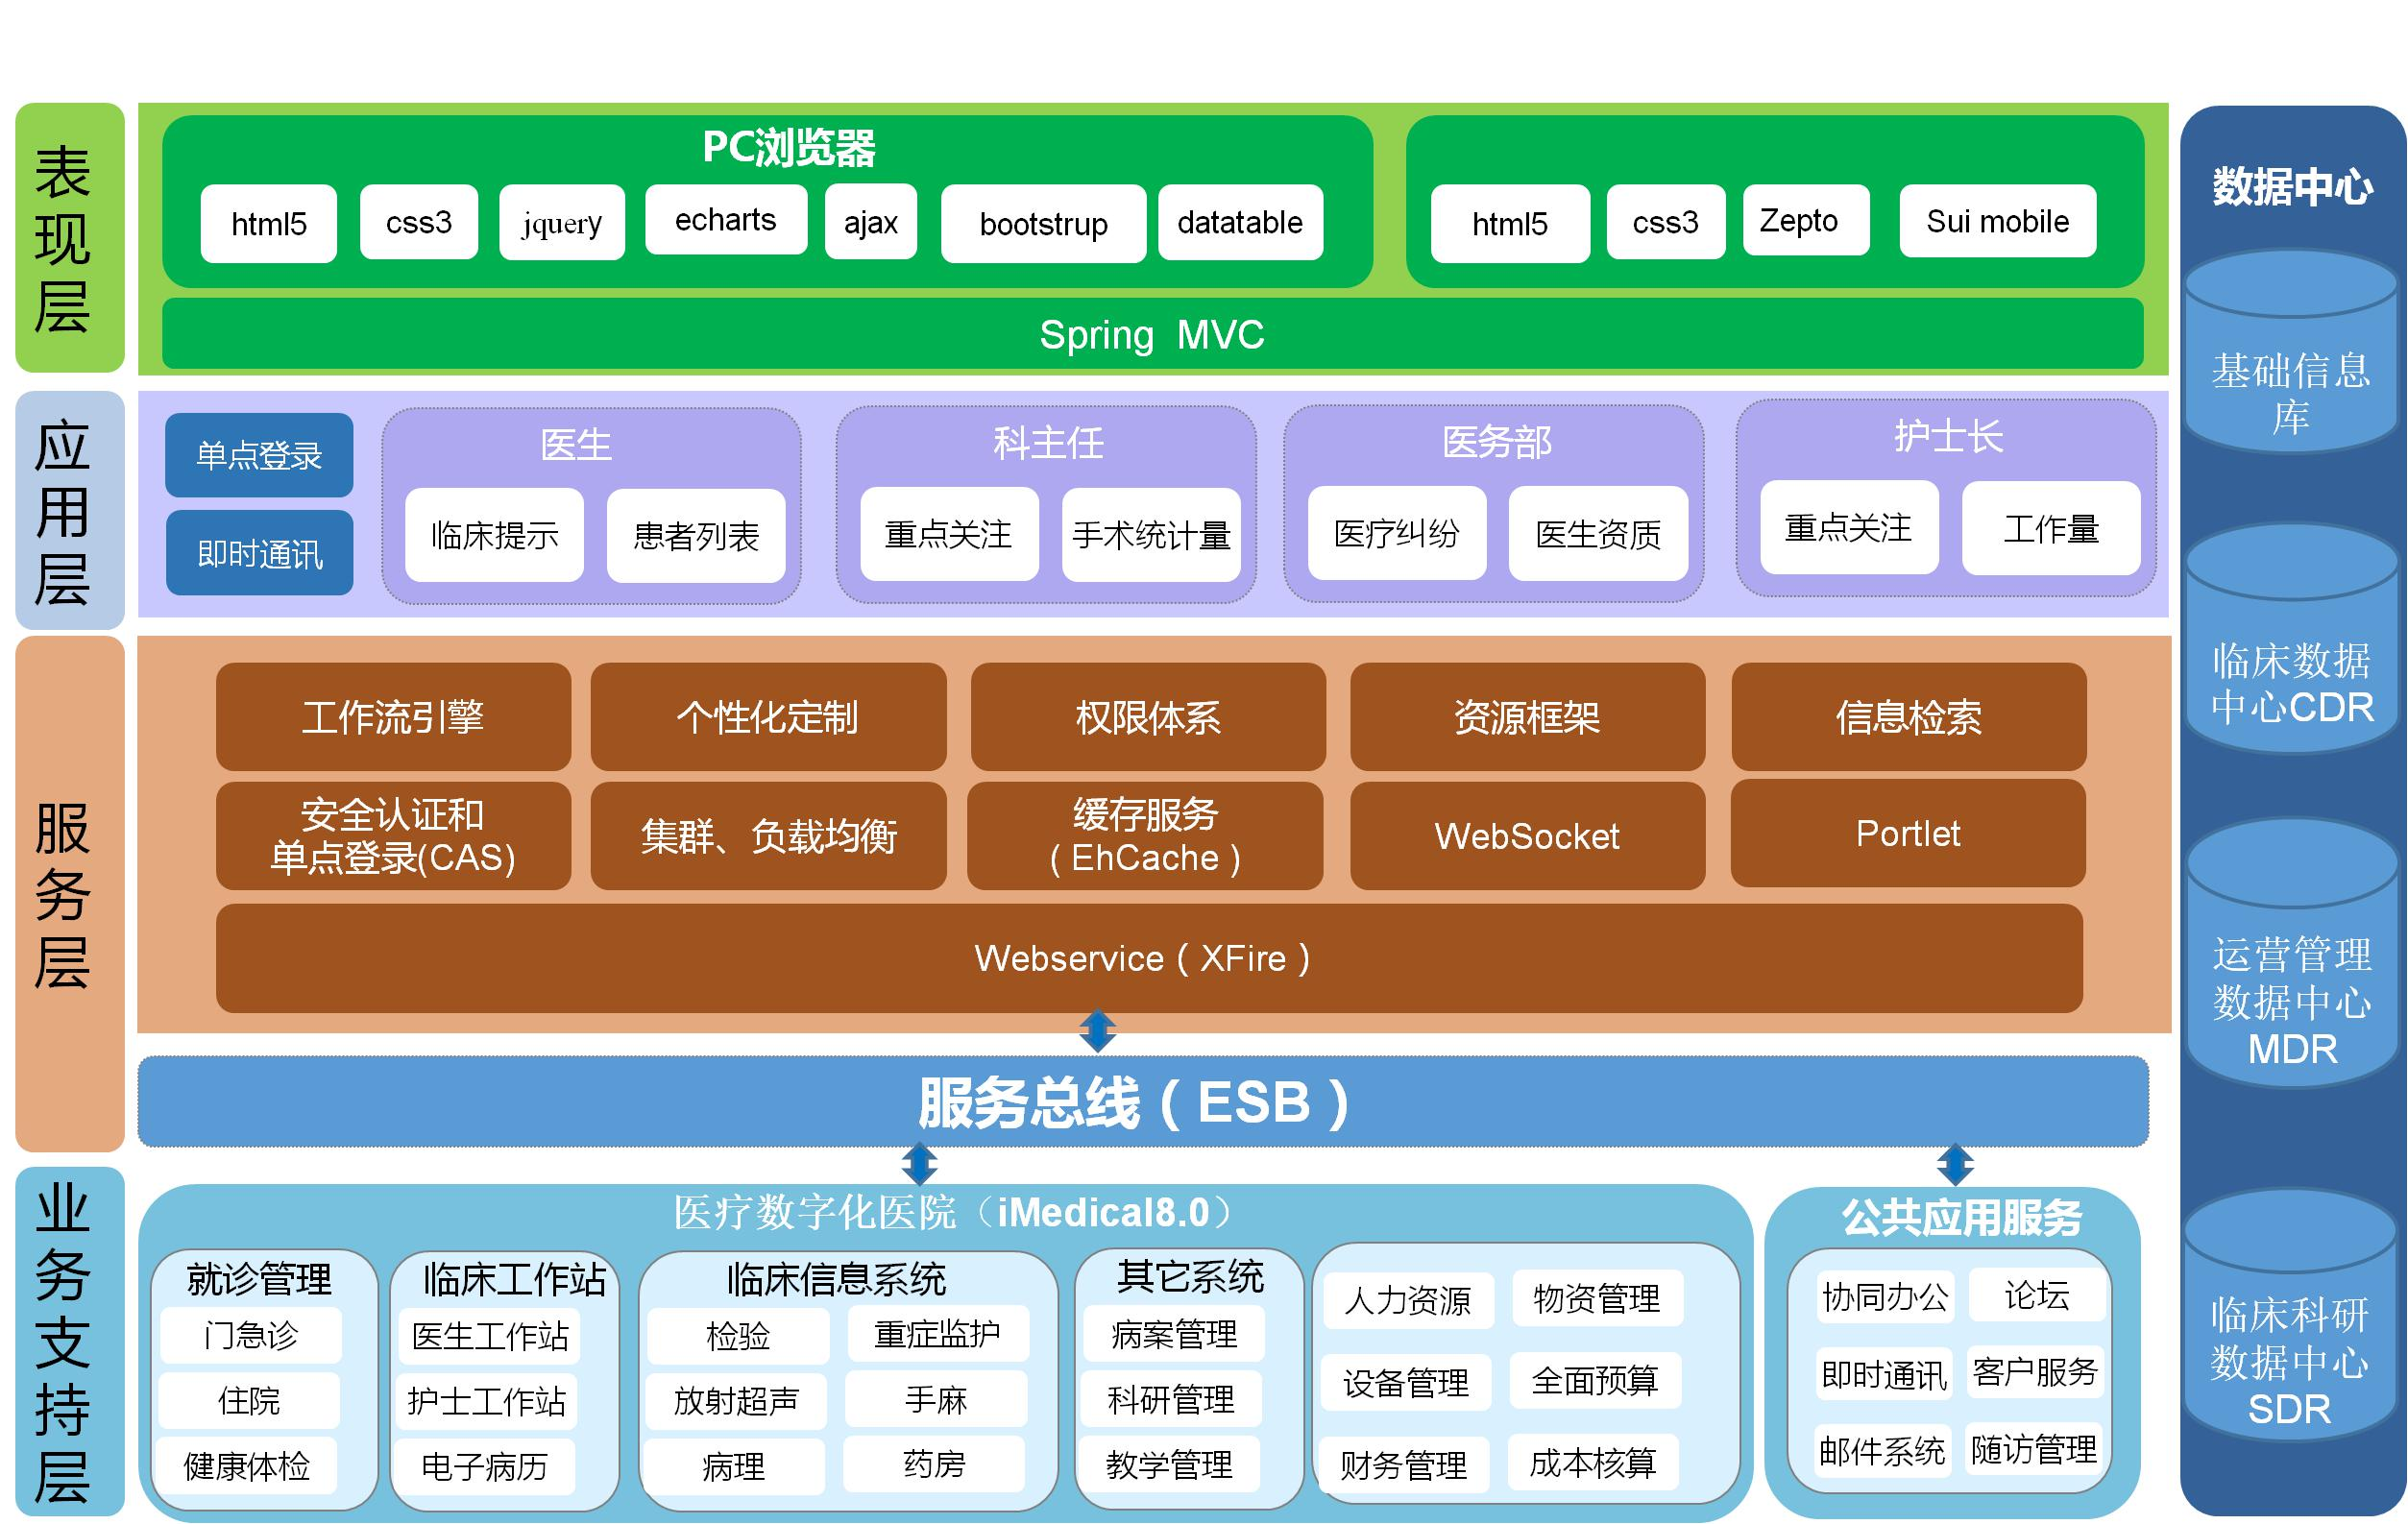 表现层
PC浏览器
html5
css3
jquery
echarts
ajax
bootstrup
datatable
html5
css3
Zepto
Sui mobile
Spring MVC
应用层
单点登录
即时通讯
医生
临床提示
患者列表
科主任
重点关注
手术统计量
医务部
医疗纠纷
医生资质
护士长
重点关注
工作量
服务层
工作流引擎
个性化定制
权限体系
资源框架
信息检索
安全认证和
单点登录(CAS)
集群、负载均衡
缓存服务
（EhCache）
WebSocket
Portlet
Webservice（XFire）
服务总线（ESB）
业务支持层
医疗数字化医院（iMedical8.0）
就诊管理
门急诊
住院
健康体检
临床工作站
医生工作站
护士工作站
电子病历
临床信息系统
检验
重症监护
放射超声
手麻
病理
药房
其它系统
病案管理
科研管理
教学管理
人力资源
物资管理
设备管理
全面预算
财务管理
成本核算
公共应用服务
协同办公
论坛
即时通讯
客户服务
邮件系统
随访管理
数据中心
基础信息
库
临床数据
中心CDR
运营管理
数据中心
MDR
临床科研
数据中心
SDR